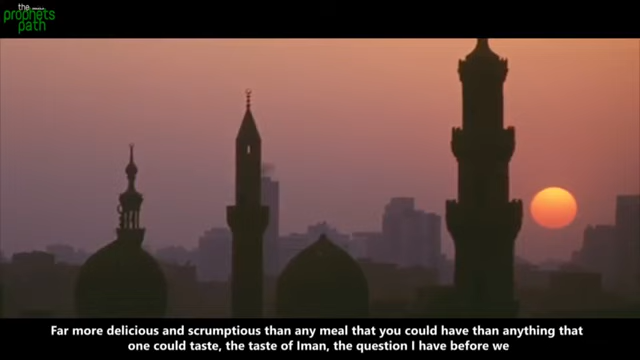 the
prophets
path
Far more delicious and scrumptious than any meal that you could have than anything that
one could taste, the taste of Iman, the question I have before we